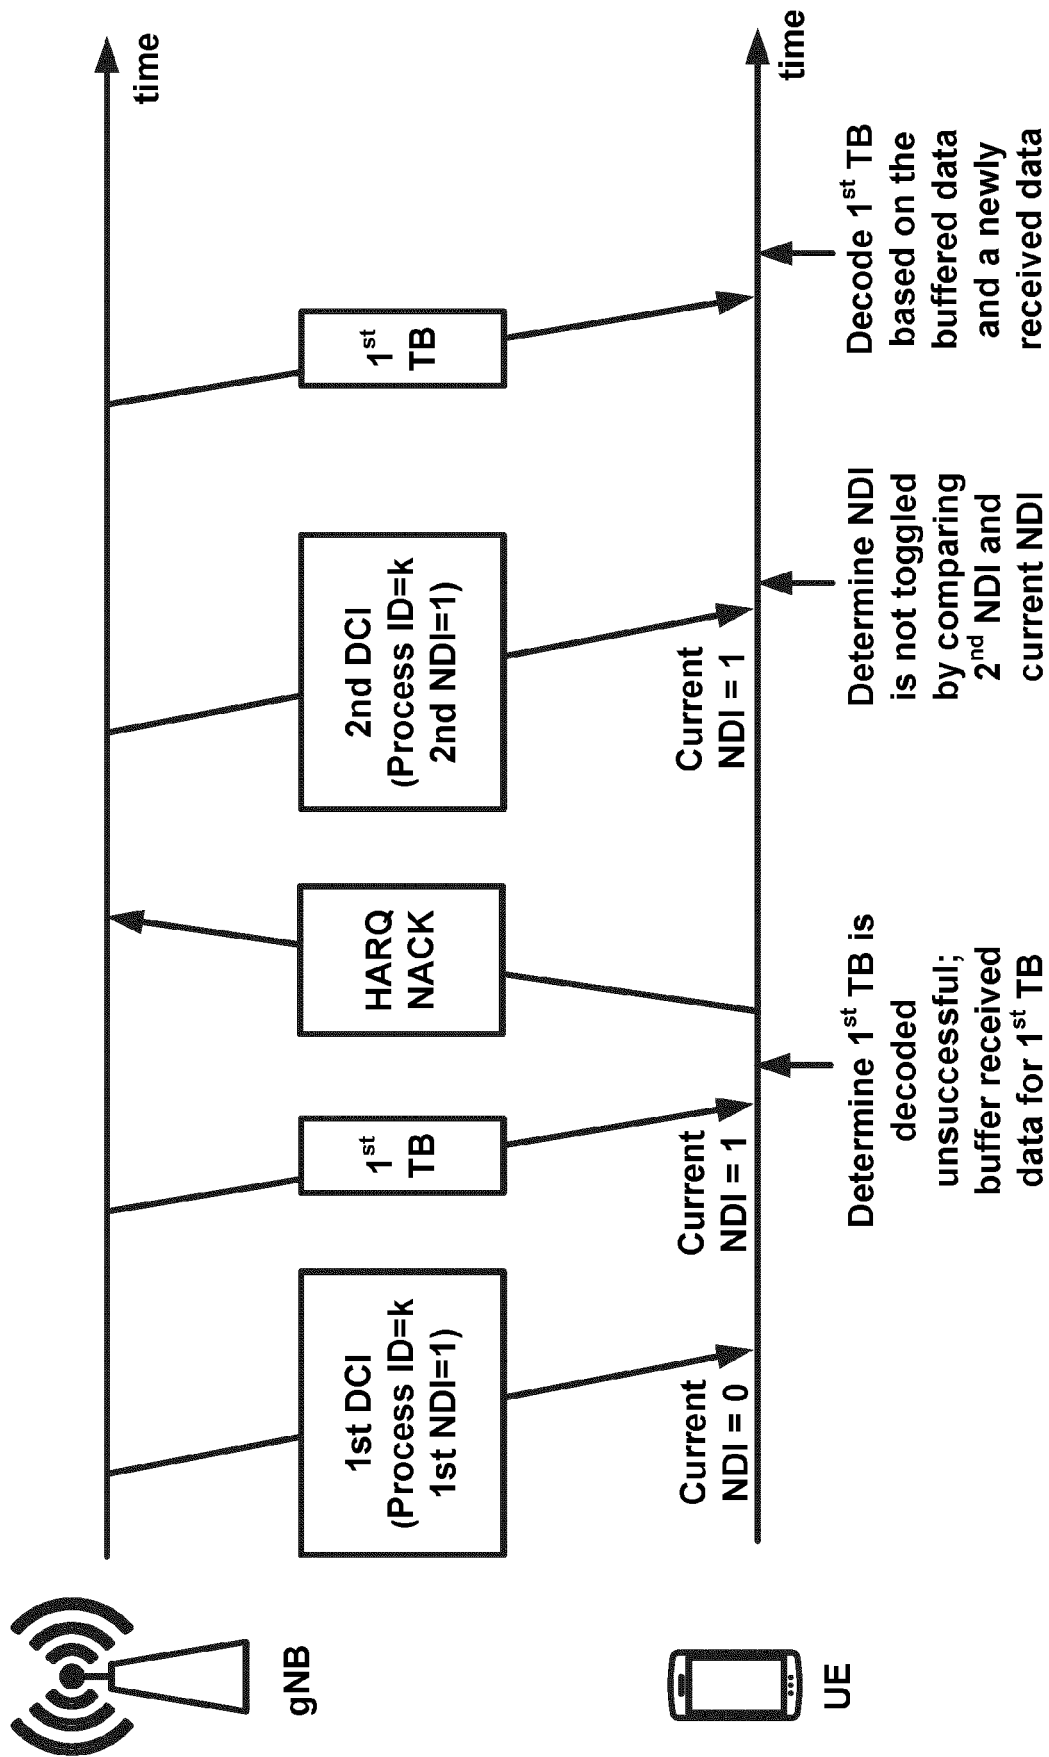 gNB
time
1st DCI
(Process ID=k
1st NDI=1)
1st
TB
HARQ
NACK
2nd DCI
(Process ID=k
2nd NDI=1)
1st
TB
Current
NDI = 0
Current
NDI = 1
Current
NDI = 1
UE
time
Determine 1st TB is
decoded
unsuccessful;
buffer received
data for 1st TB
Determine NDI
is not toggled
by comparing
2nd NDI and
current NDI
Decode 1st TB
based on the
buffered data
and a newly
received data